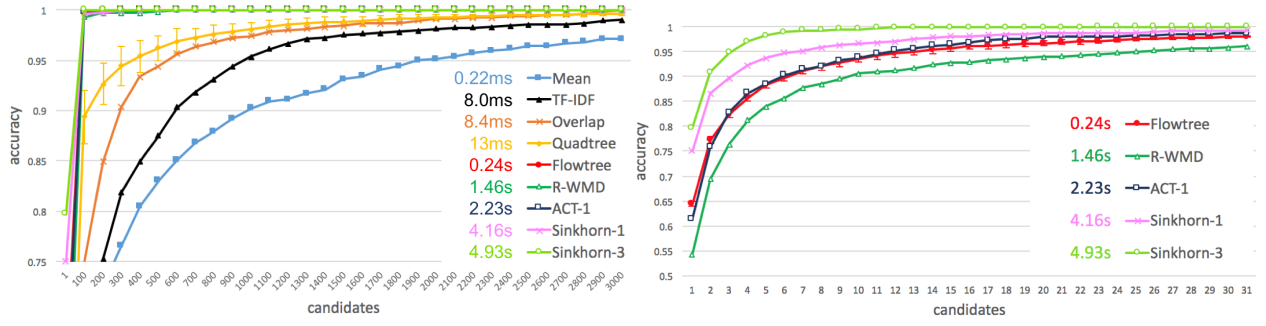 1
0.95
0.9
0.85
0.8
0.75
accuracy
0.22ms Mean
8.0ms TF-IDF
8.4ms Overlap
13ms Quadtree
0.24s Flowtree
1.46s R-WMD
2.23s ACT-1
4.16s Sinkhorn-1
4.93s Sinkhorn-3
1 100 200 300 400 500 600 700 800 900 1000 1100 1200 1300 1400 1500 1600 1700 1800 1900 2000 2100 2200 2300 2400 2500 2600 2700 2800 2900 3000
candidates
1
0.95
0.9
0.85
0.8
0.75
0.7
0.65
0.6
0.55
0.5
accuracy
0.24s Flowtree
1.46s R-WMD
2.23s ACT-1
4.16s Sinkhorn-1
4.93s Sinkhorn-3
1 2 3 4 5 6 7 8 9 10 11 12 13 14 15 16 17 18 19 20 21 22 23 24 25 26 27 28 29 30 31
candidates